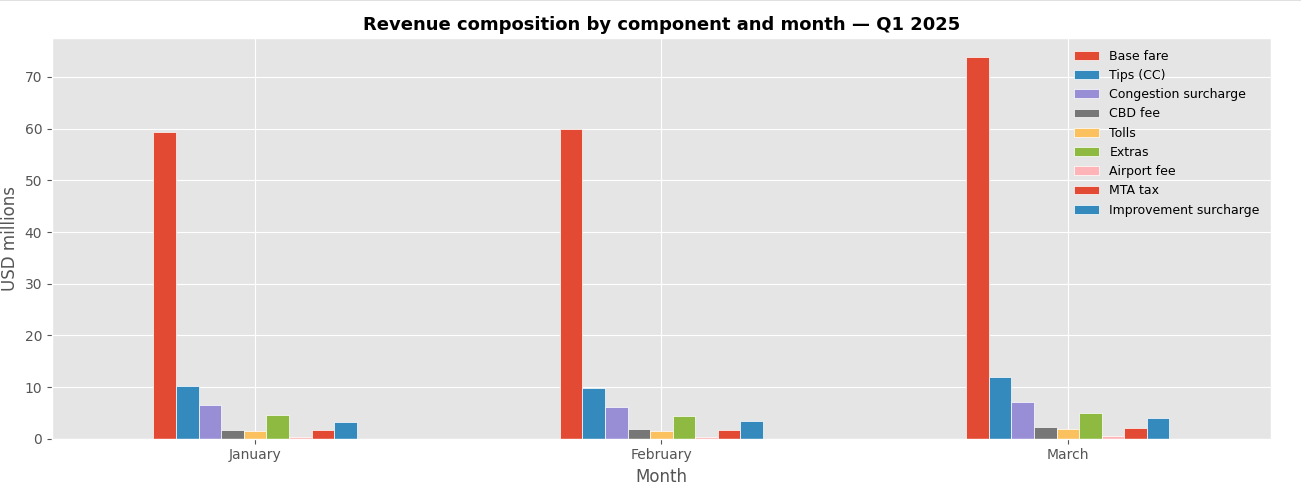 Revenue composition by component and month — Q1 2025
Base fare
Tips (CC)
Congestion surcharge
CBD fee
Tolls
Extras
Airport fee
MTA tax
Improvement surcharge
USD millions
70
60
50
40
30
20
10
0
January
February
March
Month